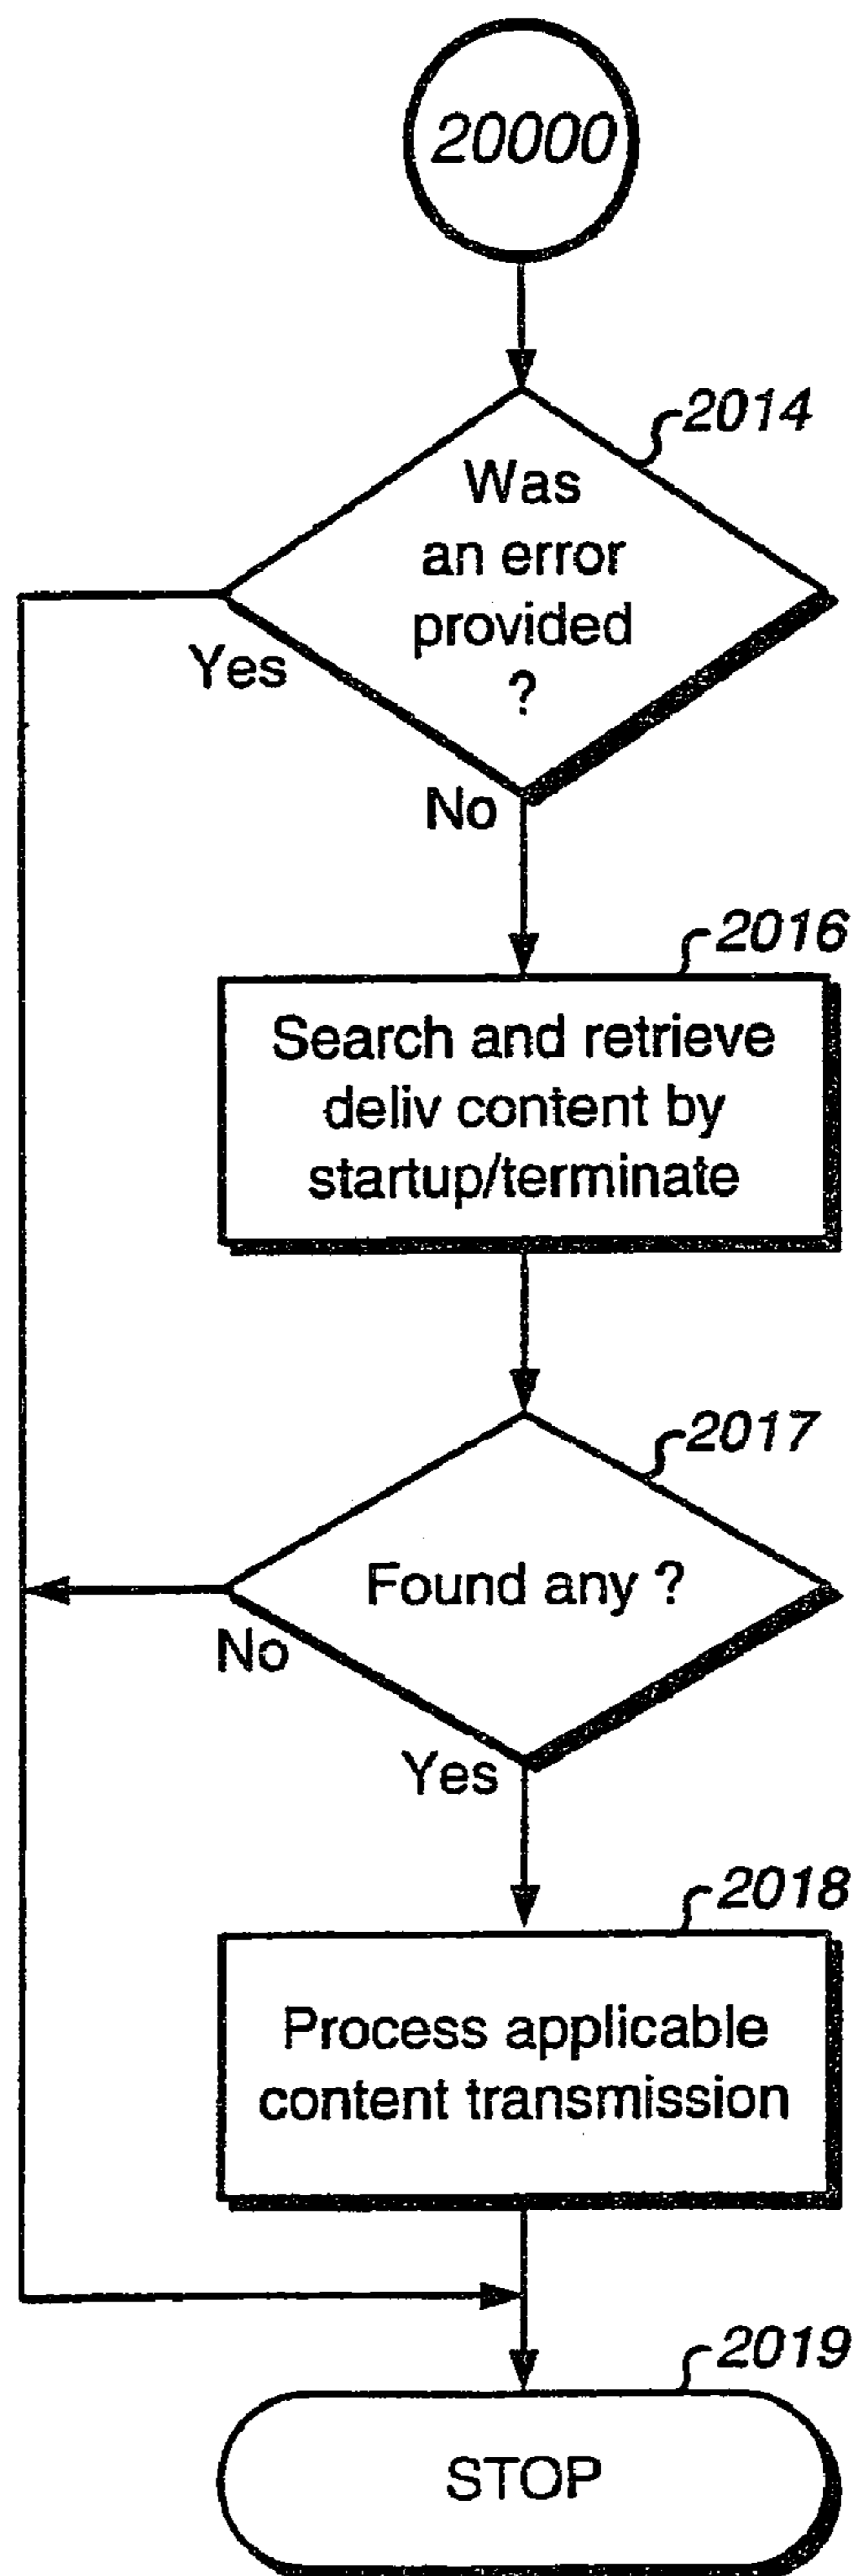 20000
2014
Was
an error
provided
?
Yes
No
2016
Search and retrieve
deliv content by
startup/terminate
2017
Found any ?
No
Yes
2018
Process applicable
content transmission
2019
STOP